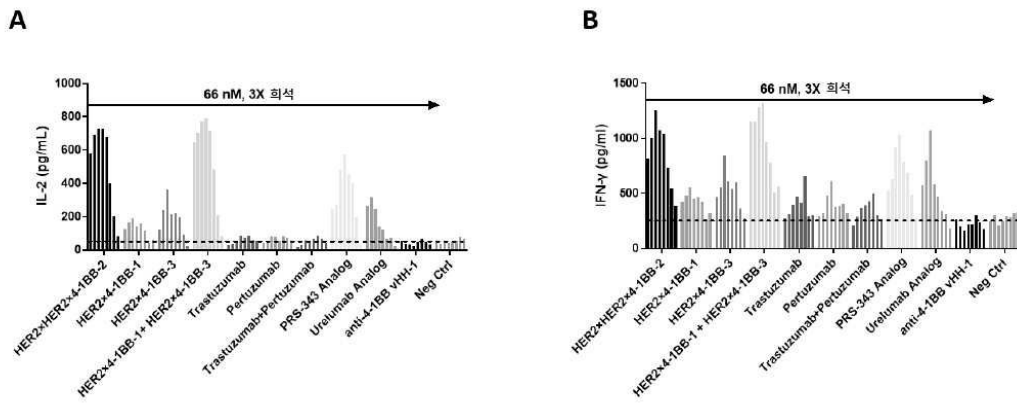 A
1000
800
600
400
200
0
IL-2 (pg/mL)
66 nM, 3X 희석
HER2×HER2×4-1BB-2
HER2×4-1BB-1
HER2×4-1BB-3
HER2×4-1BB-1+ HER2×4-1BB-3
Trastuzumab
Pertuzumab
Trastuzumab+Pertuzumab
PRS-343 Analog
Urelumab Analog
anti-4-1BB vHH-1
Neg Ctrl
B
1500
1000
500
0
IFN-γ (pg/ml)
66 nM, 3X 희석
HER2×HER2×4-1BB-2
HER2×4-1BB-1
HER2×4-1BB-3
HER2×4-1BB-1 + HER2×4-1BB-3
Trastuzumab
Pertuzumab
Trastuzumab+Pertuzumab
PRS-343 Analog
Urelumab Analog
anti-4-1BB vHH-1
Neg Ctrl